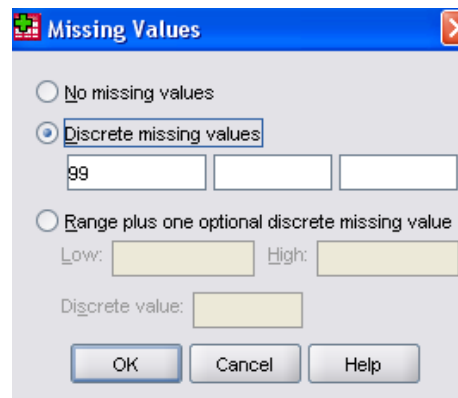 Missing Values
No missing values
Discrete missing values
99
Range plus one optional discrete missing value
Low: High:
Discrete value:
OK Cancel Help